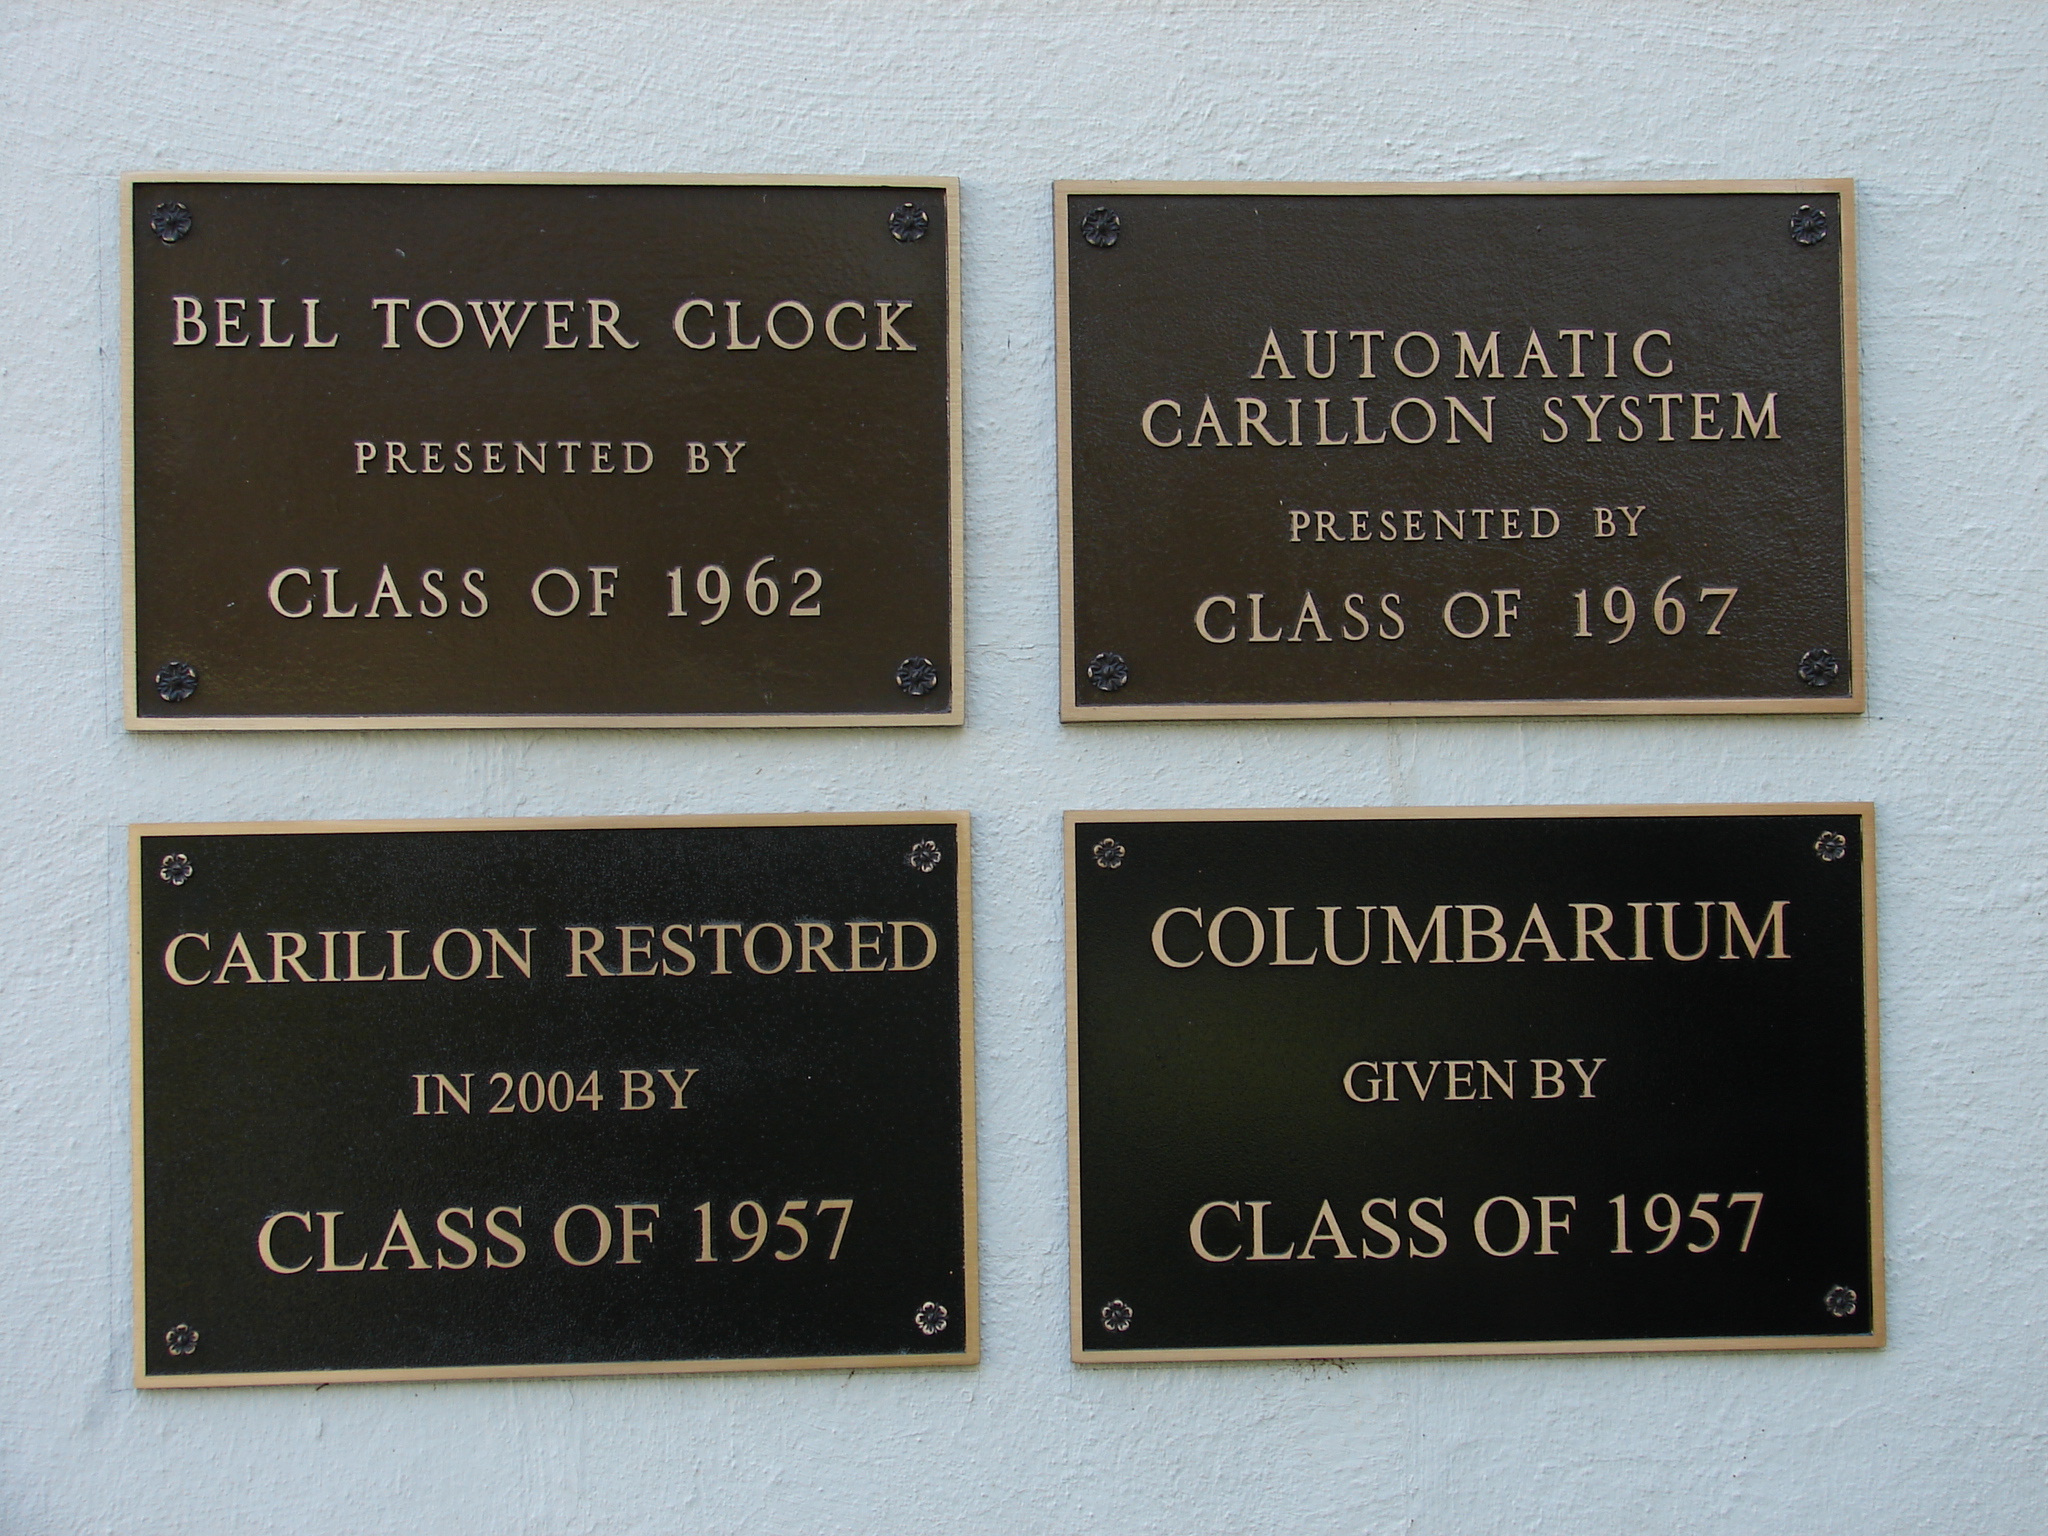 BELL TOWER CLOCK
PRESENTED BY
CLASS OF 1962
AUTOMATIC
CARILLON SYSTEM
PRESENTED BY
CLASS OF 1967
CARILLON RESTORED
IN 2004 BY
CLASS OF 1957
COLUMBARIUM
GIVEN BY
CLASS OF 1957